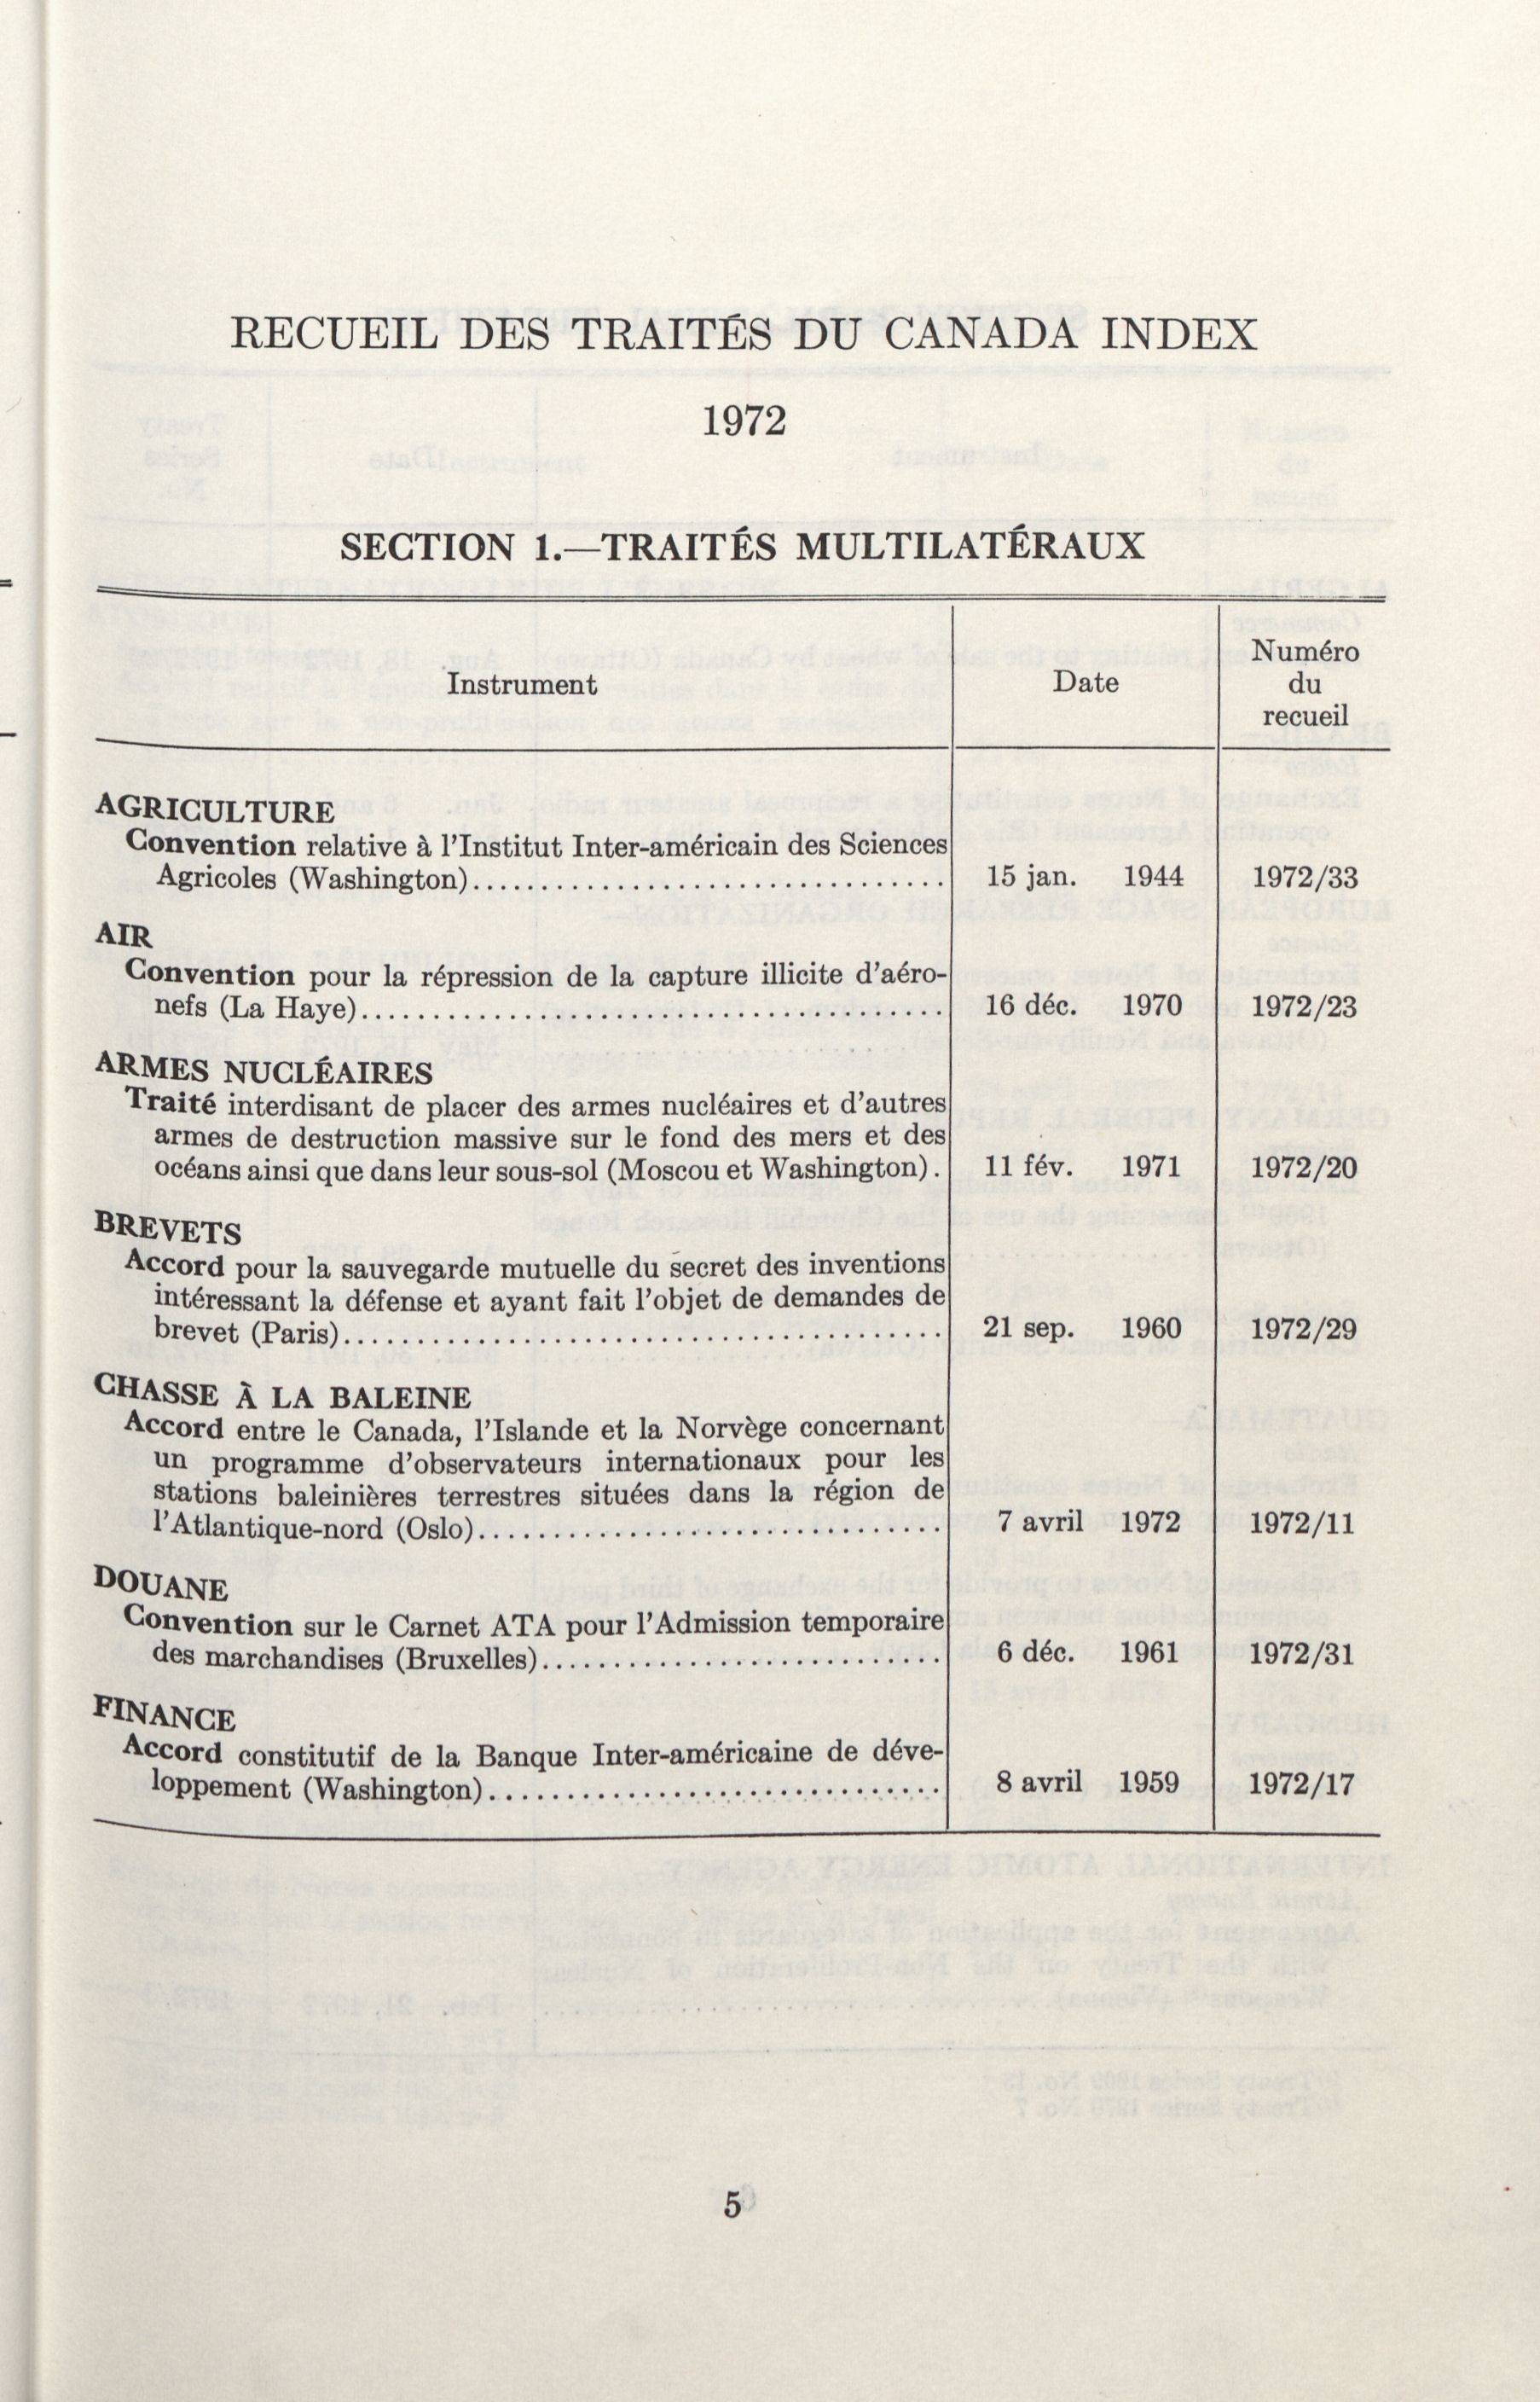 RECUEIL DES TRAITÉS DU CANADA INDEX
1972
SECTION 1.—TRAITÉS MULTILATÉRAUX
Instrument
Date
Numéro
du
recueil
AGRICULTURE
Convention relative à l'Institut Inter-américain des Sciences
Agricoles (Washington)................................ 15 jan. 1944 1972/33
AIR
Convention pour la répression de la capture illicite d'aéro-
nefs (La Haye)........................................ 16 déc. 1970 1972/23
ARMES NUCLÉAIRES
Traité interdisant de placer des armes nucléaires et d'autres
armes de destruction massive sur le fond des mers et des
océans ainsi que dans leur sous-sol (Moscou et Washington). 11 fév. 1971 1972/20
BREVETS
Accord pour la sauvegarde mutuelle du secret des inventions
intéressant la défense et ayant fait l'objet de demandes de
brevet (Paris)......................................... 21 sep. 1960 1972/29
CHASSE À LA BALEINE
Accord entre le Canada, l'Islande et la Norvège concernant
un programme d'observateurs internationaux pour les
stations baleinières terrestres situées dans la région de
l'Atlantique-nord (Oslo)............................... 7 avril 1972 1972/11
DOUANE
Convention sur le Carnet ATA pour l'Admission temporaire
des marchandises (Bruxelles)........................... 6 déc. 1961 1972/31
FINANCE
Accord constitutif de la Banque Inter-américaine de déve-
loppement (Washington)............................... 8 avril 1959 1972/17
5